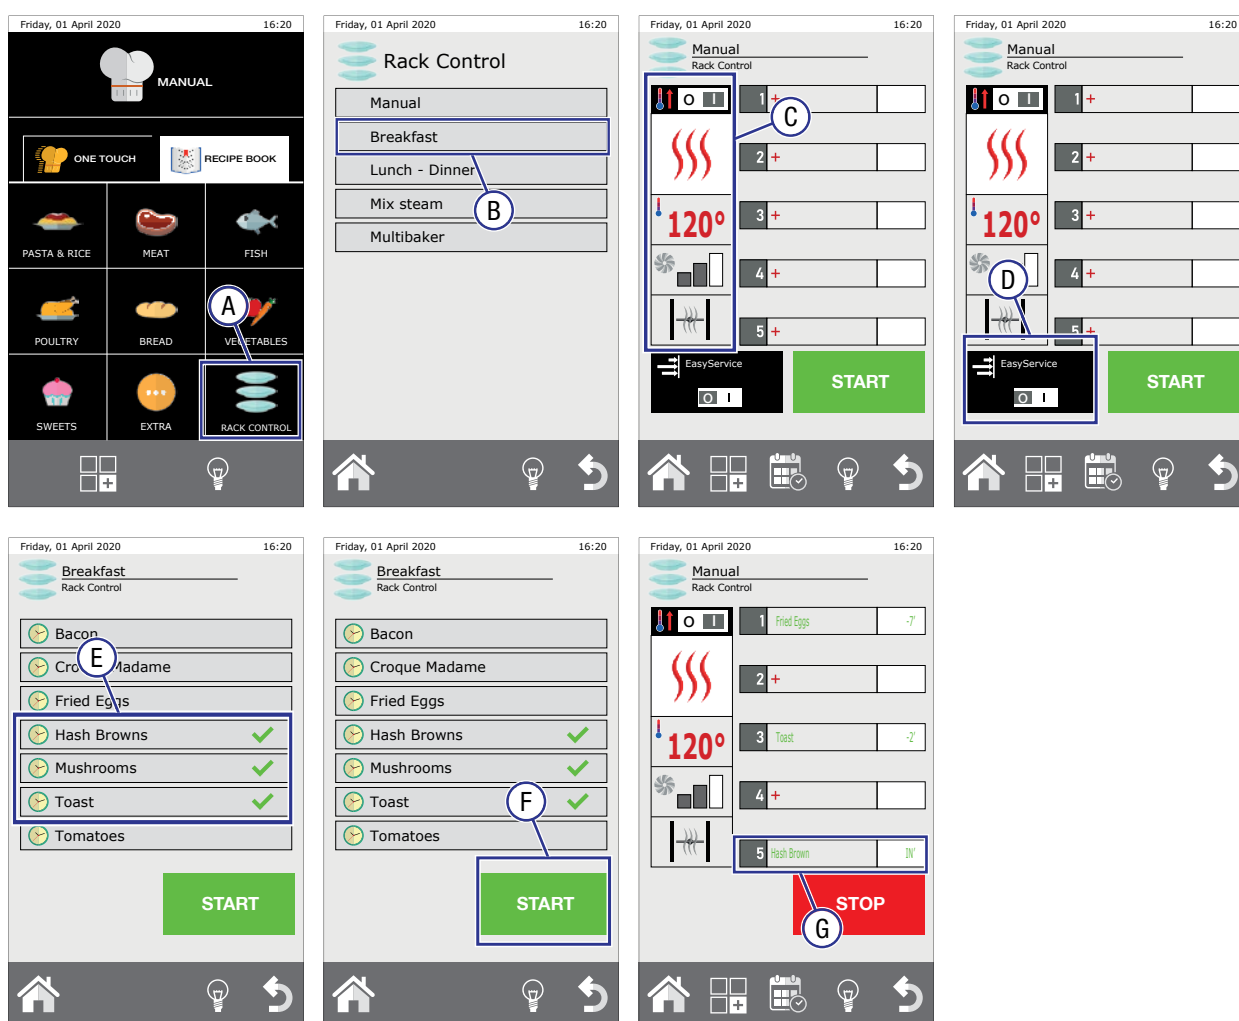 Friday, 01 April 2020 16:20
MANUAL
ONE TOUCH
RECIPE BOOK
PASTA & RICE
MEAT
FISH
A
POULTRY
BREAD
VEGETABLES
SWEETS
EXTRA
RACK CONTROL
Friday, 01 April 2020 16:20
Rack Control
Manual
Breakfast
Lunch - Dinner
Mix steam
B
Multibaker
Friday, 01 April 2020 16:20
Manual
Rack Control
O I
1 +
C
2 +
120°
3 +
4 +
5 +
EasyService
O I
START
Friday, 01 April 2020 16:20
Manual
Rack Control
O I
1 +
2 +
120°
3 +
D
4 +
5 +
EasyService
O I
START
Friday, 01 April 2020 16:20
Breakfast
Rack Control
Bacon
E
Croque Madame
Fried Eggs
Hash Browns
Mushrooms
Toast
Tomatoes
START
Friday, 01 April 2020 16:20
Breakfast
Rack Control
Bacon
Croque Madame
Fried Eggs
Hash Browns
Mushrooms
Toast
F
Tomatoes
START
Friday, 01 April 2020 16:20
Manual
Rack Control
O I
1 Fried Eggs -7'
2 +
120°
3 Toast -2'
4 +
5 Hash Brown IN'
STOP
G